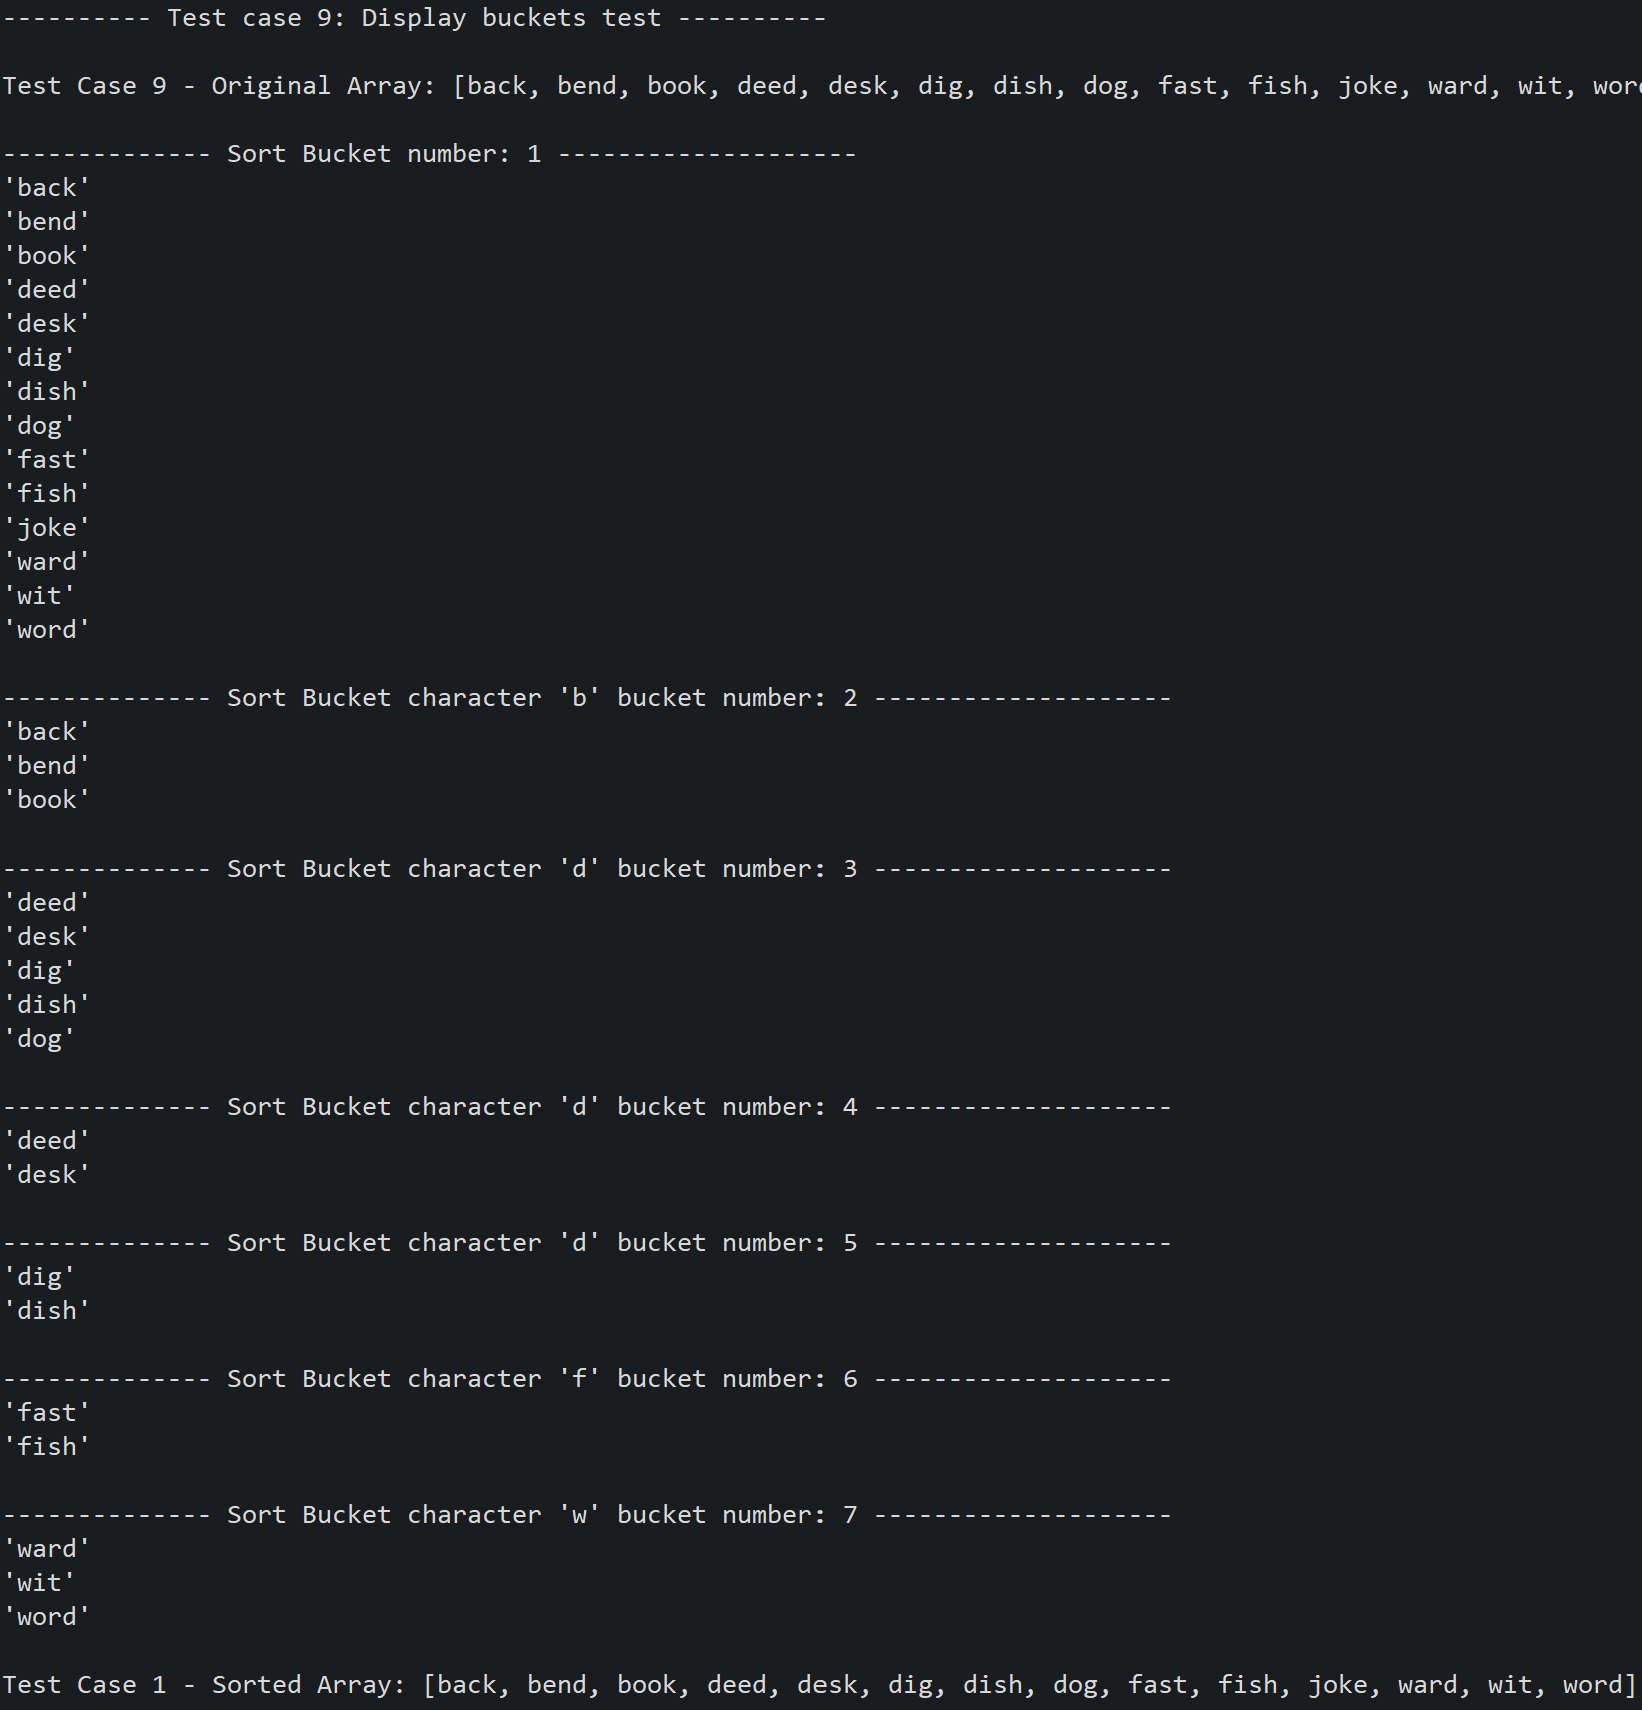 ---------- Test case 9: Display buckets test ----------
Test Case 9 - Original Array: [back, bend, book, deed, desk, dig, dish, dog, fast, fish, joke, ward, wit,
-------------- Sort Bucket number: 1 --------------------
'back'
'bend'
'book'
'deed'
'desk'
'dig'
'dish'
'dog'
'fast'
'fish'
'joke'
'ward'
'wit'
'word'
-------------- Sort Bucket character 'b' bucket number: 2 --------------------
'back'
'bend'
'book'
-------------- Sort Bucket character 'd' bucket number: 3 --------------------
'deed'
'desk'
'dig'
'dish'
'dog'
-------------- Sort Bucket character 'd' bucket number: 4 --------------------
'deed'
'desk'
-------------- Sort Bucket character 'd' bucket number: 5 --------------------
'dig'
'dish'
-------------- Sort Bucket character 'f' bucket number: 6 --------------------
'fast'
'fish'
-------------- Sort Bucket character 'w' bucket number: 7 --------------------
'ward'
'wit'
'word'
Test Case 1 - Sorted Array: [back, bend, book, deed, desk, dig, dish, dog, fast, fish, joke, ward, wit, word]